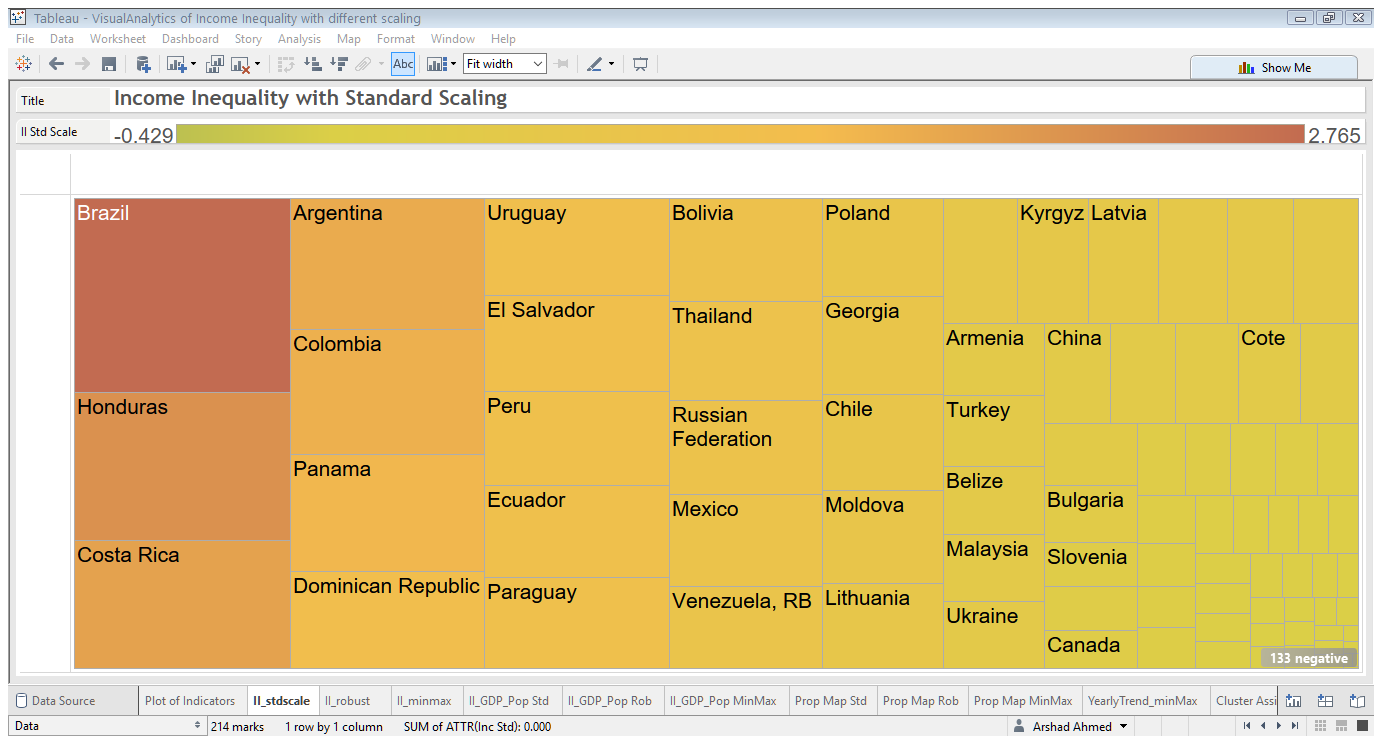 Tableau - VisualAnalytics of Income Inequality with different scaling
File Data Worksheet Dashboard Story Analysis Map Format Window Help
Abc Fit width Show Me
Title Income Inequality with Standard Scaling
II Std Scale -0.429 2.765
Brazil Argentina Uruguay Bolivia Poland Kyrgyz Latvia
El Salvador Thailand Georgia
Colombia Armenia China Cote
Honduras Peru Russian Federation Chile Turkey
Panama Ecuador Mexico Moldova Belize Bulgaria
Costa Rica Malaysia Slovenia
Dominican Republic Paraguay Venezuela, RB Lithuania Ukraine
Canada
133 negative
Data Source Plot of Indicators II_stdscale II_robust II_minmax II_GDP_Pop Std II_GDP_Pop Rob II_GDP_Pop MinMax Prop Map Std Prop Map Rob Prop Map MinMax YearlyTrend_minMax Cluster Assi
Data 214 marks 1 row by 1 column SUM of ATTR(Inc Std): 0.000 Arshad Ahmed